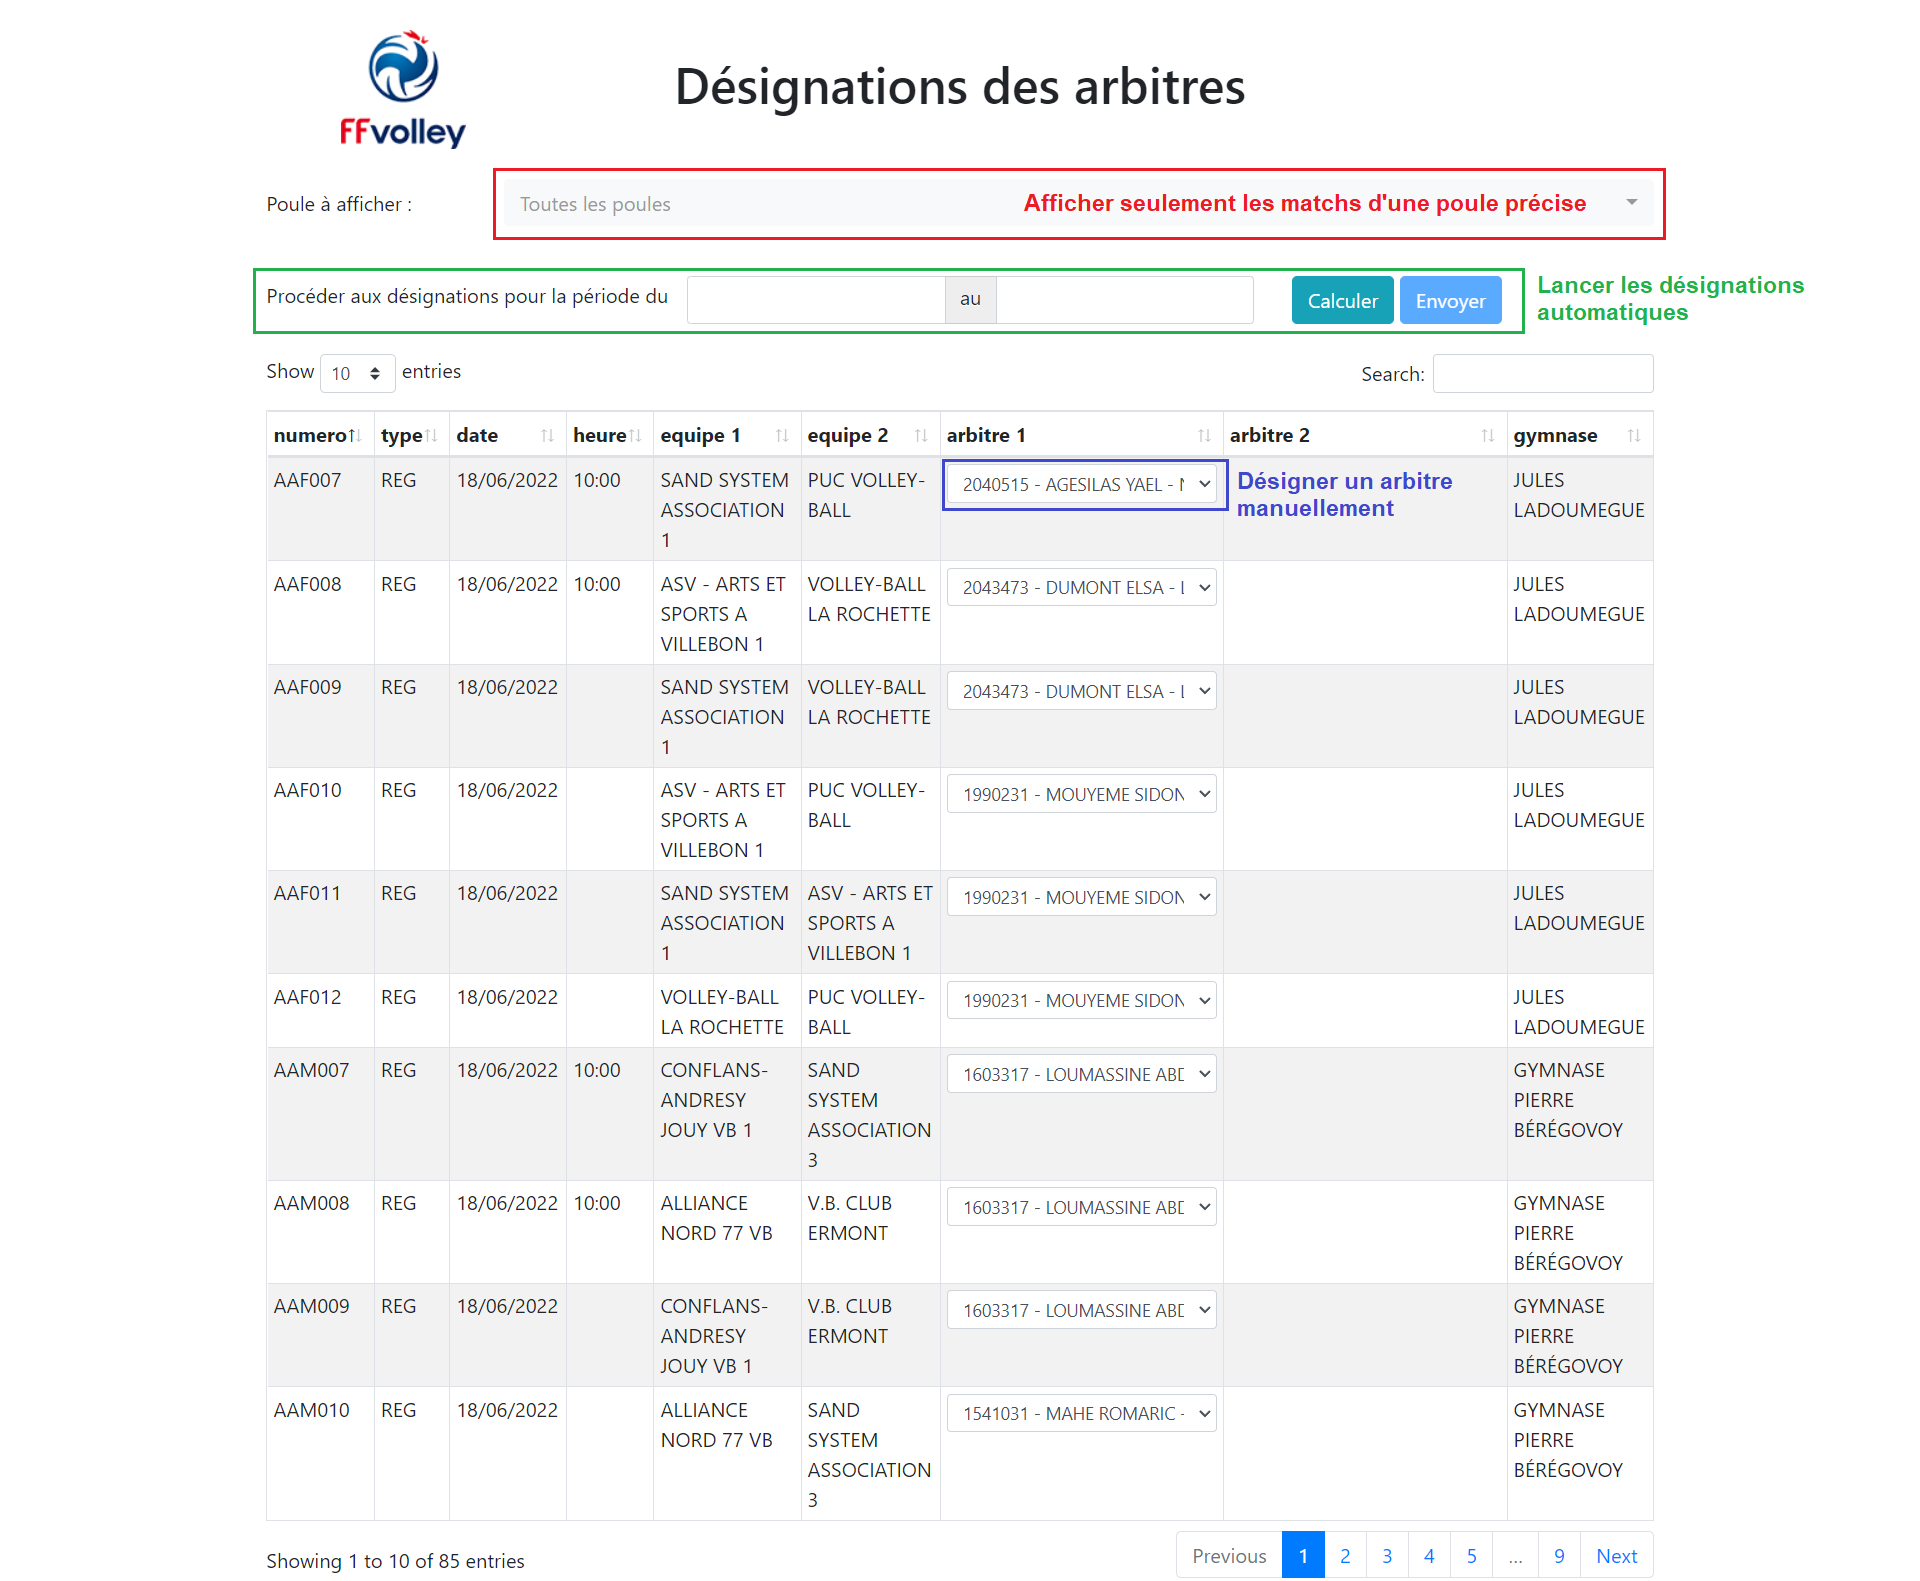 FFvolley
Désignations des arbitres
Poule à afficher :
Toutes les poules
Afficher seulement les matchs d'une poule précise
Procéder aux désignations pour la période du
au
Calculer
Envoyer
Lancer les désignations
automatiques
Show 10 entries
Search:
numero type date heure equipe 1 equipe 2 arbitre 1 arbitre 2 gymnase
AAF007 REG 18/06/2022 10:00 SAND SYSTEM PUC VOLLEY- 2040515 - AGESILAS YAEL - Désigner un arbitre JULES
ASSOCIATION BALL manuellement LADOUMEGUE
1
AAF008 REG 18/06/2022 10:00 ASV - ARTS ET VOLLEY-BALL 2043473 - DUMONT ELSA - JULES
SPORTS A LA ROCHETTE LADOUMEGUE
VILLEBON 1
AAF009 REG 18/06/2022 SAND SYSTEM VOLLEY-BALL 2043473 - DUMONT ELSA - JULES
ASSOCIATION LA ROCHETTE LADOUMEGUE
1
AAF010 REG 18/06/2022 ASV - ARTS ET PUC VOLLEY- 1990231 - MOUYEME SIDON JULES
SPORTS A BALL LADOUMEGUE
VILLEBON 1
AAF011 REG 18/06/2022 SAND SYSTEM ASV - ARTS ET 1990231 - MOUYEME SIDON JULES
ASSOCIATION SPORTS A LADOUMEGUE
1 VILLEBON 1
AAF012 REG 18/06/2022 VOLLEY-BALL PUC VOLLEY- 1990231 - MOUYEME SIDON JULES
LA ROCHETTE BALL LADOUMEGUE
AAM007 REG 18/06/2022 10:00 CONFLANS- SAND 1603317 - LOUMASSINE ABD GYMNASE
ANDRESY SYSTEM PIERRE
JOUY VB 1 ASSOCIATION BÉRÉGOVOY
3
AAM008 REG 18/06/2022 10:00 ALLIANCE V.B. CLUB 1603317 - LOUMASSINE ABD GYMNASE
NORD 77 VB ERMONT PIERRE
BÉRÉGOVOY
AAM009 REG 18/06/2022 CONFLANS- V.B. CLUB 1603317 - LOUMASSINE ABD GYMNASE
ANDRESY ERMONT PIERRE
JOUY VB 1 BÉRÉGOVOY
AAM010 REG 18/06/2022 ALLIANCE SAND 1541031 - MAHE ROMARIC - GYMNASE
NORD 77 VB SYSTEM PIERRE
ASSOCIATION BÉRÉGOVOY
3
Showing 1 to 10 of 85 entries
Previous 1 2 3 4 5 ... 9 Next